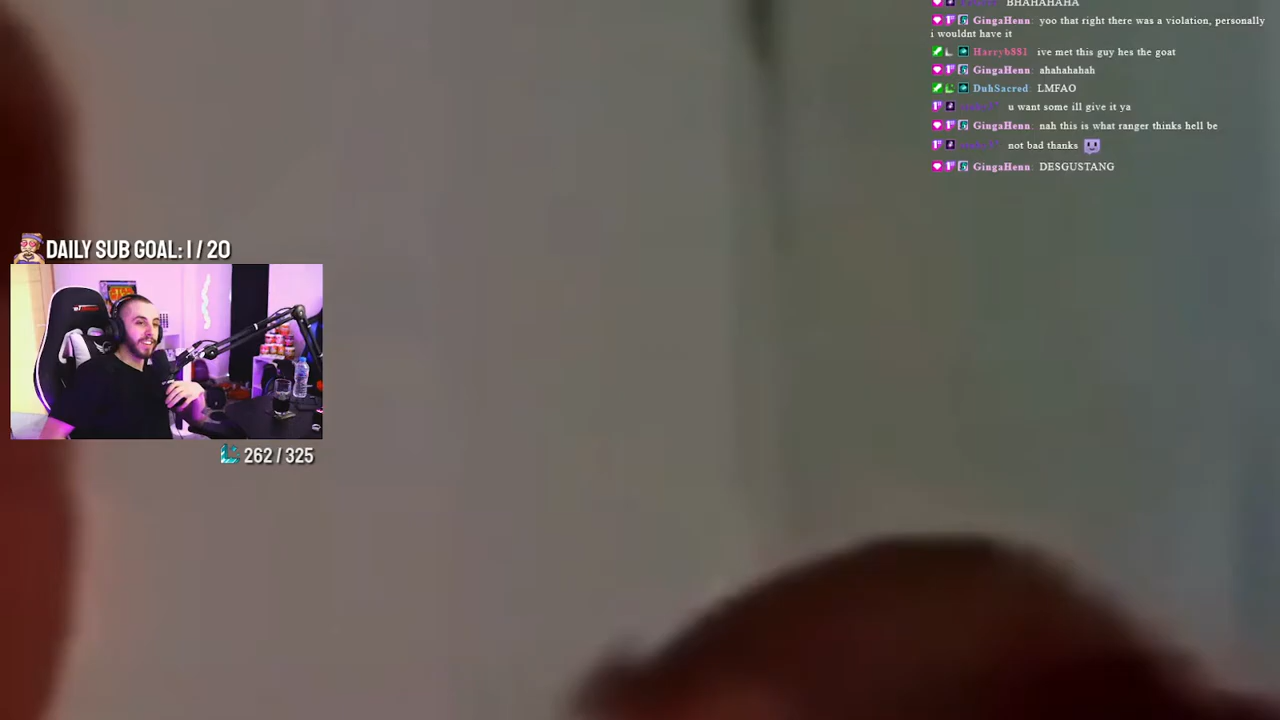 BHAHAHAHA
GingaHenn: yoo that right there was a violation, personally
i wouldnt have it
Harryb881 ive met this guy hes the goat
GingaHenn: ahahahahah
DuhSacred: LMFAO
u want some ill give it ya
GingaHenn: nah this is what ranger thinks hell be
not bad thanks
GingaHenn: DESGUSTANG
DAILY SUB GOAL: 1 / 20
262 / 325